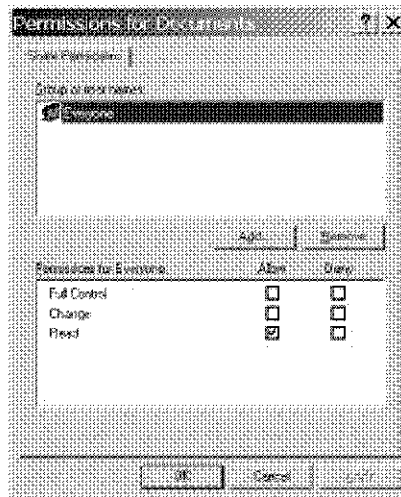 Permissions for Documents
Share Permissions
Group or user names:
Everyone
Add... Remove
Permissions for Everyone Allow Deny
Full Control
Change
Read
OK Cancel Apply